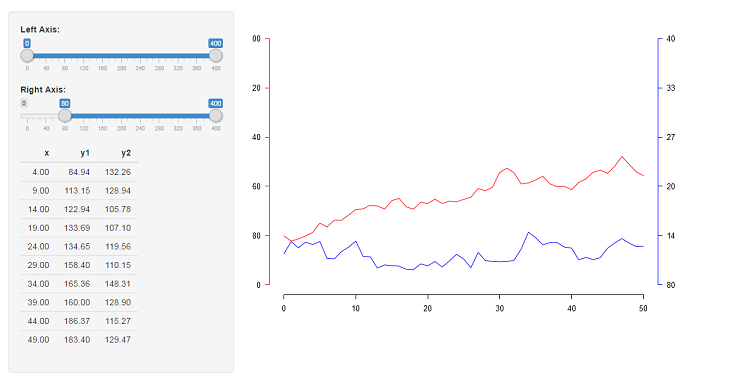 Left Axis:
0 400
0 40 80 120 160 200 240 280 320 360 400
Right Axis:
0 80 400
0 40 80 120 160 200 240 280 320 360 400
x y1 y2
4.00 84.94 132.26
9.00 113.15 128.94
14.00 122.94 105.78
19.00 133.69 107.10
24.00 134.65 119.56
29.00 158.40 110.15
34.00 165.36 148.31
39.00 160.00 128.90
44.00 186.37 115.27
49.00 183.40 129.47
00
20
40
60
80
0
40
33
27
20
14
80
0 10 20 30 40 50